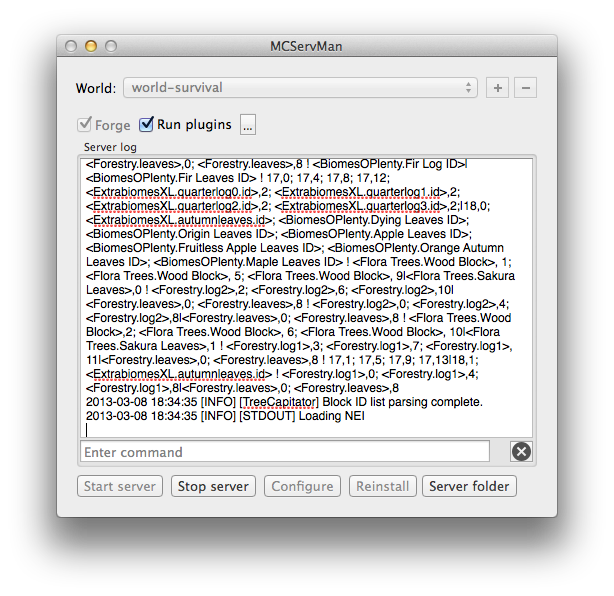 MCServMan
World: world-survival + −
Forge Run plugins ...
Server log
<Forestry.leaves>,0; <Forestry.leaves>,8 ! <BiomesOPlenty.Fir Log ID>|
<BiomesOPlenty.Fir Leaves ID> ! 17,0; 17,4; 17,8; 17,12;
<ExtrabiomesXL.quarterlog0.id>,2; <ExtrabiomesXL.quarterlog1.id>,2;
<ExtrabiomesXL.quarterlog2.id>,2; <ExtrabiomesXL.quarterlog3.id>,2;|18,0;
<ExtrabiomesXL.autumnleaves.id>; <BiomesOPlenty.Dying Leaves ID>;
<BiomesOPlenty.Origin Leaves ID>; <BiomesOPlenty.Apple Leaves ID>;
<BiomesOPlenty.Fruitless Apple Leaves ID>; <BiomesOPlenty.Orange Autumn
Leaves ID>; <BiomesOPlenty.Maple Leaves ID> ! <Flora Trees.Wood Block>, 1;
<Flora Trees.Wood Block>, 5; <Flora Trees.Wood Block>, 9|<Flora Trees.Sakura
Leaves>,0 ! <Forestry.log2>,2; <Forestry.log2>,6; <Forestry.log2>,10|
<Forestry.leaves>,0; <Forestry.leaves>,8 ! <Forestry.log2>,0; <Forestry.log2>,4;
<Forestry.log2>,8|<Forestry.leaves>,0; <Forestry.leaves>,8 ! <Flora Trees.Wood
Block>,2; <Flora Trees.Wood Block>, 6; <Flora Trees.Wood Block>, 10|<Flora
Trees.Sakura Leaves>,1 ! <Forestry.log1>,3; <Forestry.log1>,7; <Forestry.log1>,
11|<Forestry.leaves>,0; <Forestry.leaves>,8 ! 17,1; 17,5; 17,9; 17,13|18,1;
<ExtrabiomesXL.autumnleaves.id> ! <Forestry.log1>,0; <Forestry.log1>,4;
<Forestry.log1>,8|<Forestry.leaves>,0; <Forestry.leaves>,8
2013-03-08 18:34:35 [INFO] [TreeCapitator] Block ID list parsing complete.
2013-03-08 18:34:35 [INFO] [STDOUT] Loading NEI
Enter command
Start server Stop server Configure Reinstall Server folder